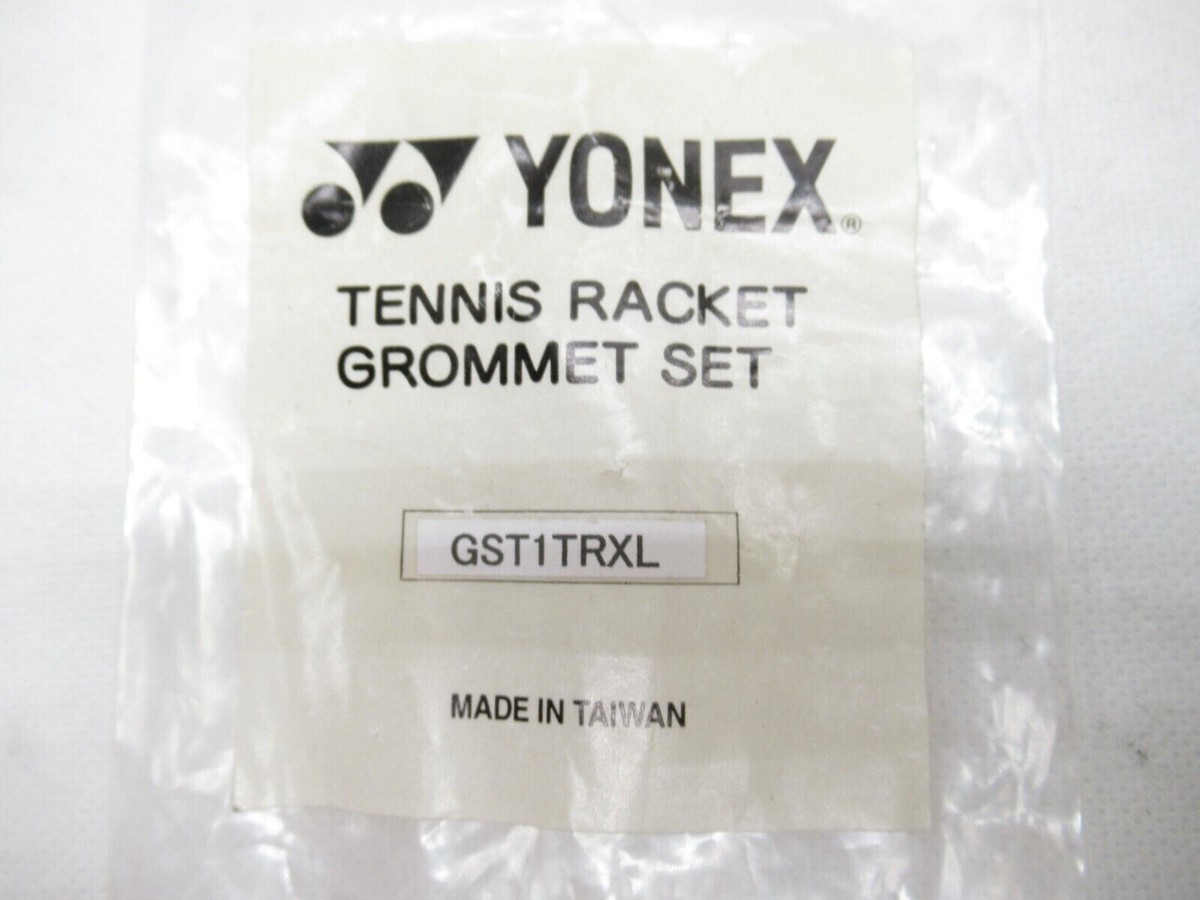 YONEX®
TENNIS RACKET
GROMMET SET
GST1TRXL
MADE IN TAIWAN